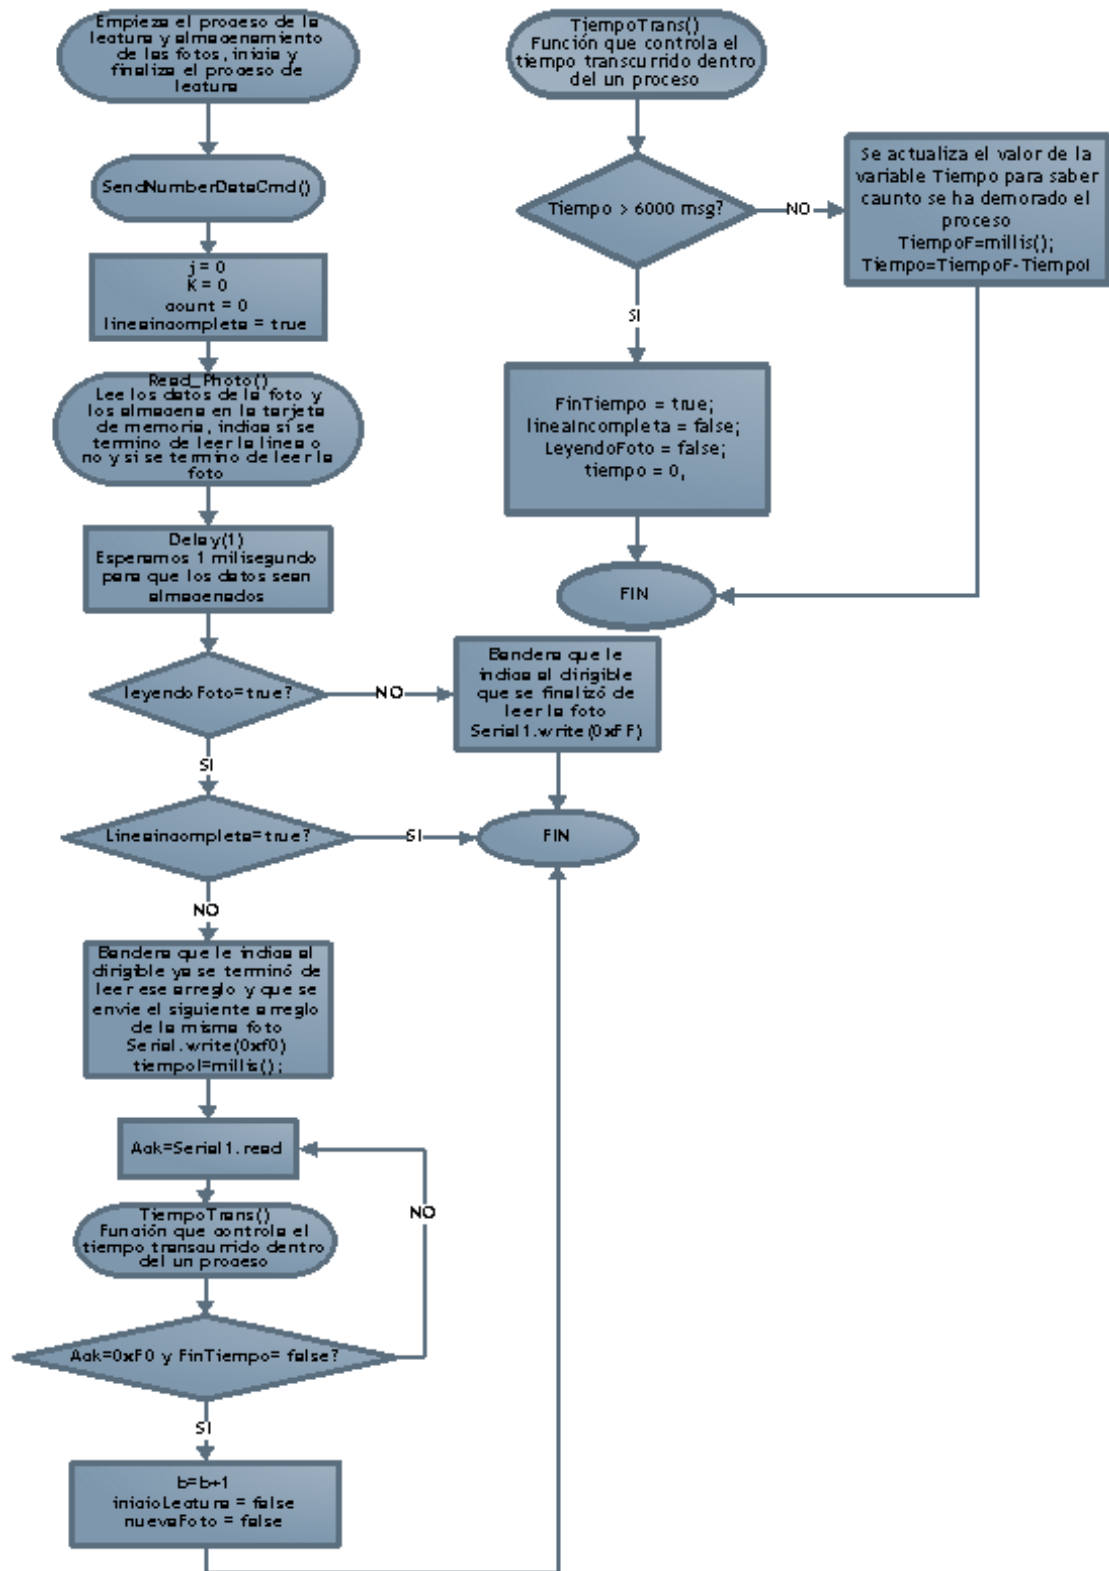 Empieza el proceso de la
lectura y almacenamiento
de las fotos, inicia y
finaliza el proceso de
lectura
SendNumberDataCmd()
j = 0
K = 0
count = 0
lineaincompleta = true
Read_Photo()
Lee los datos de la foto y
los almacena en la tarjeta
de memoria, indica si se
termino de leer la linea o
no y si se termino de leer la
foto
Delay(1)
Esperamos 1 milisegundo
para que los datos sean
almacenados
leyendoFoto=true?
NO
Bandera que le
indica al dirigible
que se finalizó de
leer la foto
Serial1.write(0xFF)
SI
Lineaincompleta=true?
SI
FIN
NO
Bandera que le indica al
dirigible ya se terminó de
leer ese arreglo y que se
envie el siguiente arreglo
de la misma foto
Serial.write(0xf0)
tiempoI=millis();
Ack=Serial1.read
NO
TiempoTrans()
Función que controla el
tiempo transcurrido dentro
del un proceso
Ack=0xF0 y FinTiempo= false?
SI
b=b+1
inicioLectura = false
nuevaFoto = false
TiempoTrans()
Función que controla el
tiempo transcurrido dentro
del un proceso
Tiempo > 6000 msg?
NO
Se actualiza el valor de la
variable Tiempo para saber
caunto se ha demorado el
proceso
TiempoF=millis();
Tiempo=TiempoF-TiempoI
SI
FinTiempo = true;
lineaIncompleta = false;
LeyendoFoto = false;
tiempo = 0,
FIN